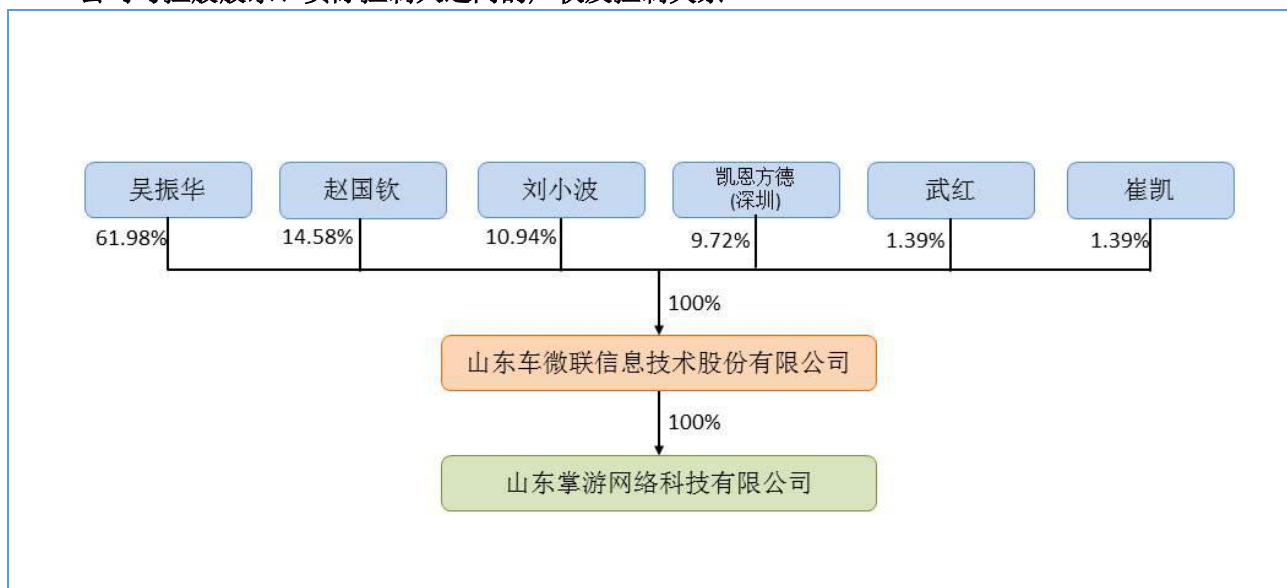 吴振华
赵国钦
刘小波
凯恩方德
(深圳)
武红
崔凯
61.98%
14.58%
10.94%
9.72%
1.39%
1.39%
100%
山东车微联信息技术股份有限公司
100%
山东掌游网络科技有限公司